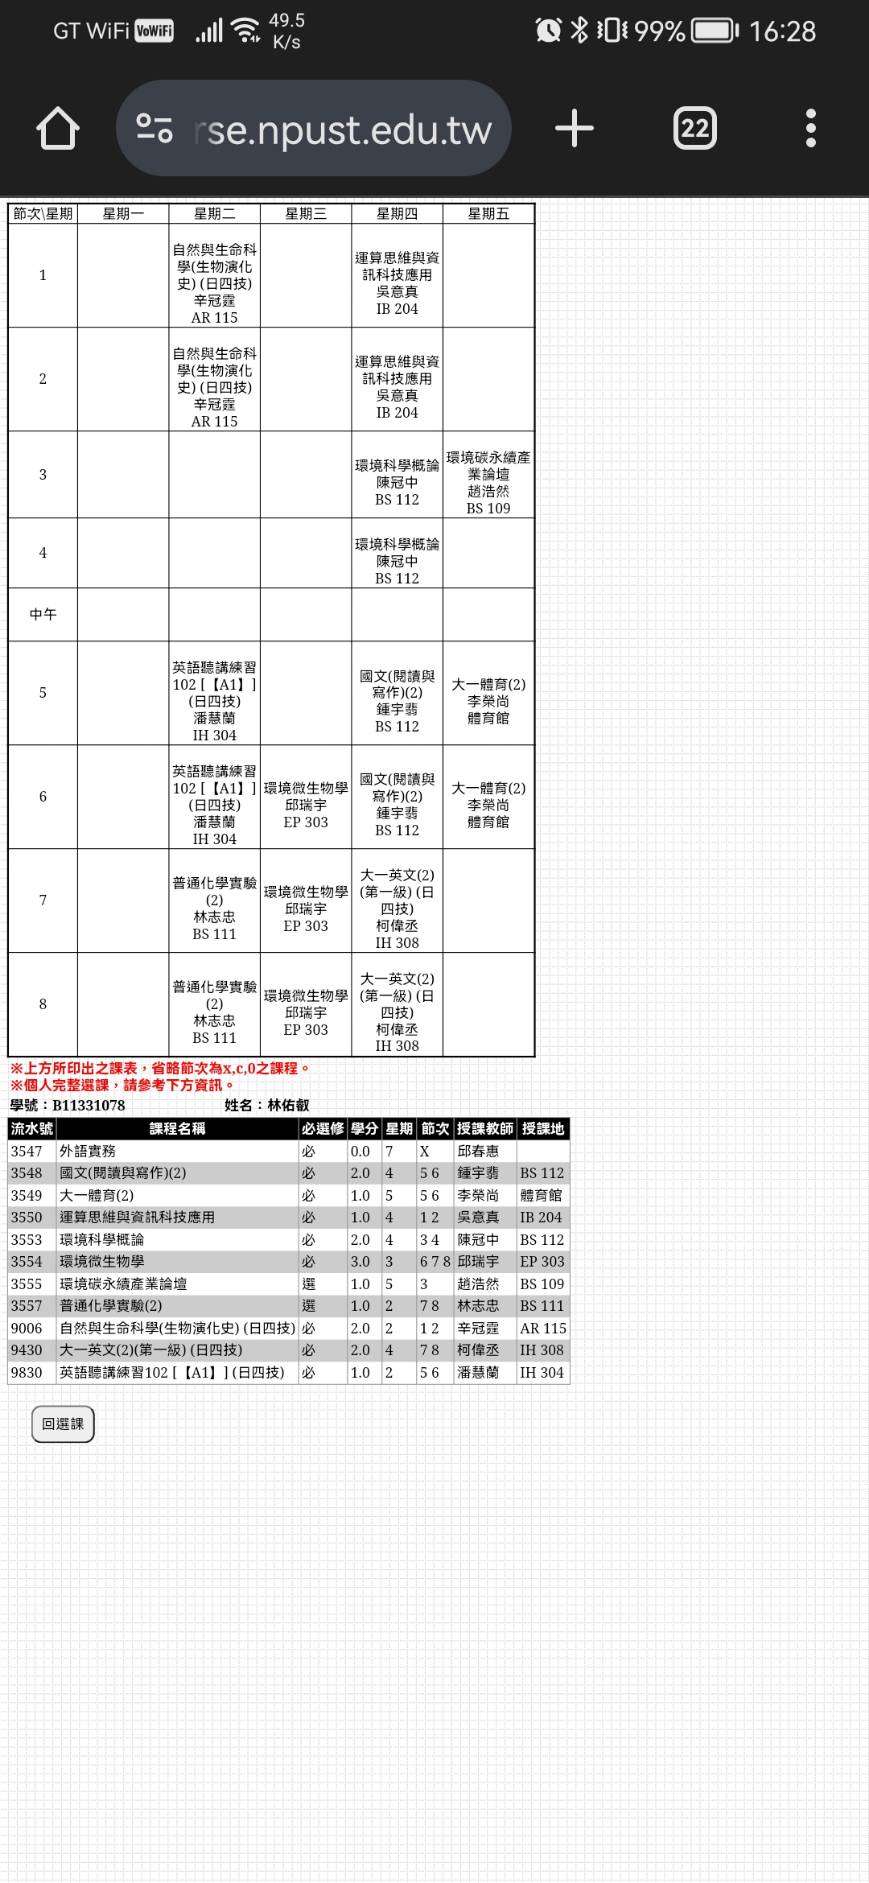 GT WiFi VoWiFi 49.5 K/s 99% 16:28
rse.npust.edu.tw 22
節次\星期 星期一 星期二 星期三 星期四 星期五
1
自然與生命科
學(生物演化
史) (日四技)
辛冠霆
AR 115
運算思維與資
訊科技應用
吳意真
IB 204
2
自然與生命科
學(生物演化
史) (日四技)
辛冠霆
AR 115
運算思維與資
訊科技應用
吳意真
IB 204
3
環境科學概論
陳冠中
BS 112
環境碳永續產
業論壇
趙浩然
BS 109
4
環境科學概論
陳冠中
BS 112
中午
5
英語聽講練習
102 [【A1】]
(日四技)
潘慧蘭
IH 304
國文(閱讀與
寫作)(2)
鍾宇翡
BS 112
大一體育(2)
李榮尚
體育館
6
英語聽講練習
102 [【A1】]
(日四技)
潘慧蘭
IH 304
環境微生物學
邱瑞宇
EP 303
國文(閱讀與
寫作)(2)
鍾宇翡
BS 112
大一體育(2)
李榮尚
體育館
7
普通化學實驗
(2)
林志忠
BS 111
環境微生物學
邱瑞宇
EP 303
大一英文(2)
(第一級) (日
四技)
柯偉丞
IH 308
8
普通化學實驗
(2)
林志忠
BS 111
環境微生物學
邱瑞宇
EP 303
大一英文(2)
(第一級) (日
四技)
柯偉丞
IH 308
※上方所印出之課表，省略節次為x,c,0之課程。
※個人完整選課，請參考下方資訊。
學號：B11331078 姓名：林佑叡
流水號 課程名稱 必選修 學分 星期 節次 授課教師 授課地
3547 外語實務 必 0.0 7 X 邱春惠
3548 國文(閱讀與寫作)(2) 必 2.0 4 5 6 鍾宇翡 BS 112
3549 大一體育(2) 必 1.0 5 5 6 李榮尚 體育館
3550 運算思維與資訊科技應用 必 1.0 4 1 2 吳意真 IB 204
3553 環境科學概論 必 2.0 4 3 4 陳冠中 BS 112
3554 環境微生物學 必 3.0 3 6 7 8 邱瑞宇 EP 303
3555 環境碳永續產業論壇 選 1.0 5 3 趙浩然 BS 109
3557 普通化學實驗(2) 選 1.0 2 7 8 林志忠 BS 111
9006 自然與生命科學(生物演化史) (日四技) 必 2.0 2 1 2 辛冠霆 AR 115
9430 大一英文(2)(第一級) (日四技) 必 2.0 4 7 8 柯偉丞 IH 308
9830 英語聽講練習102 [【A1】] (日四技) 必 1.0 2 5 6 潘慧蘭 IH 304
回選課